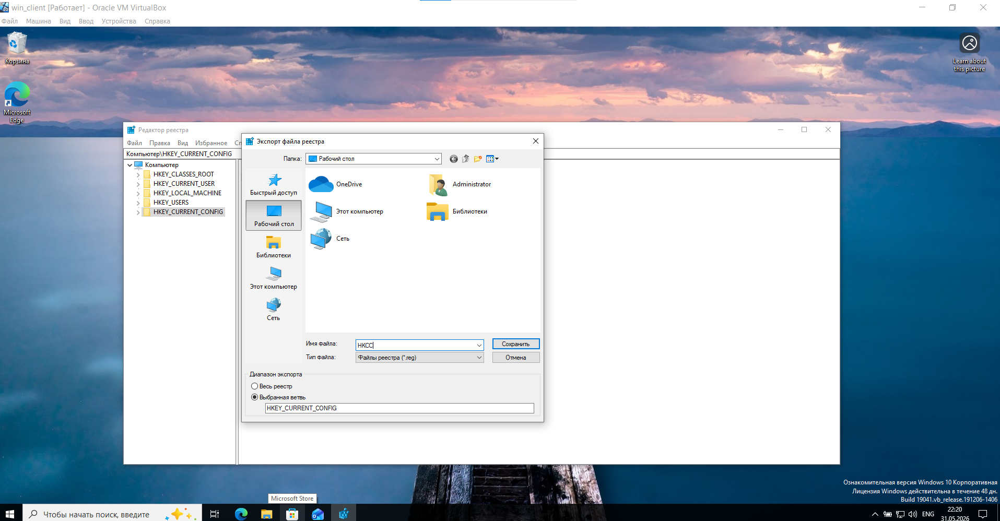 win_client [Работает] - Oracle VM VirtualBox
Файл Машина Вид Ввод Устройства Справка
Корзина
Microsoft
Edge
Learn about
this picture
Редактор реестра
Файл Правка Вид Избранное Сп
Компьютер\HKEY_CURRENT_CONFIG
Компьютер
HKEY_CLASSES_ROOT
HKEY_CURRENT_USER
HKEY_LOCAL_MACHINE
HKEY_USERS
HKEY_CURRENT_CONFIG
Экспорт файла реестра
Папка: Рабочий стол
Быстрый доступ
Рабочий стол
Библиотеки
Этот компьютер
Сеть
OneDrive
Administrator
Этот компьютер
Библиотеки
Сеть
Имя файла: HKCC
Сохранить
Тип файла: Файлы реестра (*.reg)
Отмена
Диапазон экспорта
Весь реестр
Выбранная ветвь
HKEY_CURRENT_CONFIG
Ознакомительная версия Windows 10 Корпоративная
Лицензия Windows действительна в течение 48 дн.
Build 19041.vb_release.191206-1406
Microsoft Store
Чтобы начать поиск, введите
ENG
22:20
31.05.2026